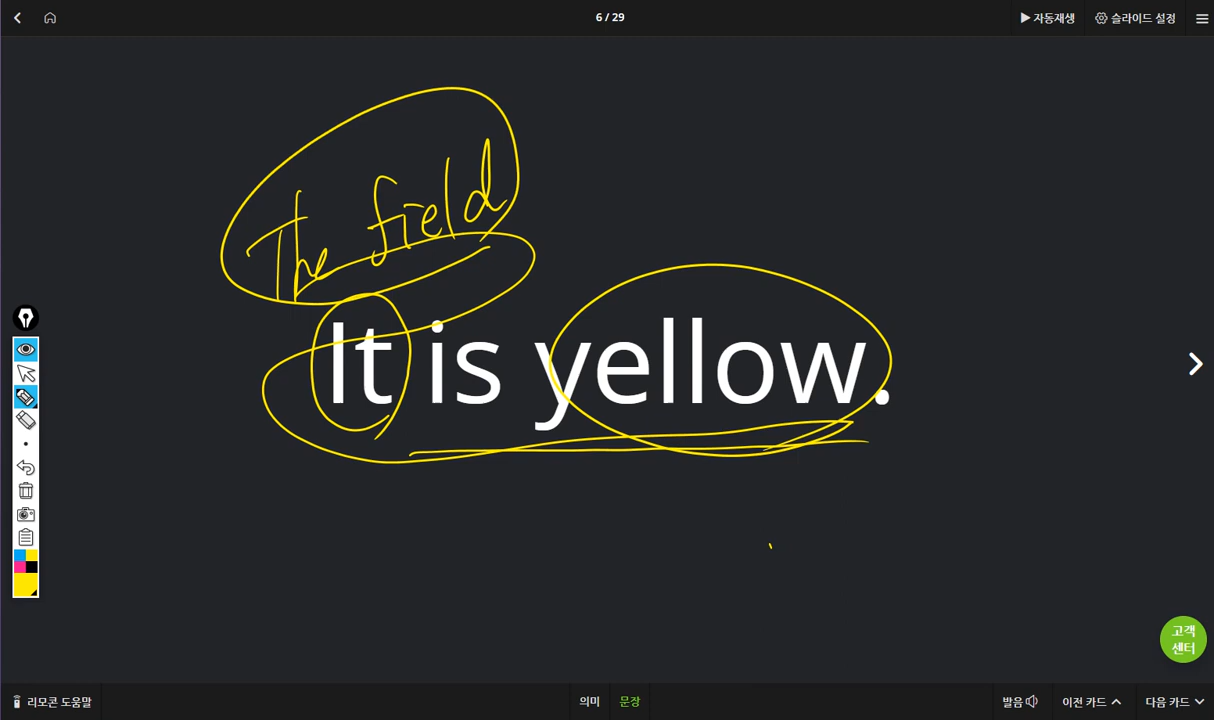 6 / 29
자동재생
슬라이드 설정
The field
It is yellow.
고객
센터
리모콘 도움말
의미
문장
발음
이전 카드
다음 카드